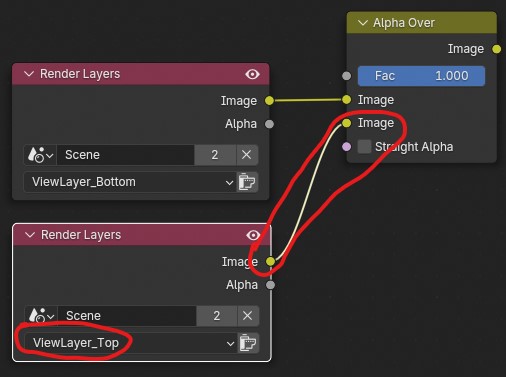 Alpha Over
Image
Fac 1.000
Image
Image
Straight Alpha
Render Layers
Image
Alpha
Scene 2
ViewLayer_Bottom
Render Layers
Image
Alpha
Scene 2
ViewLayer_Top